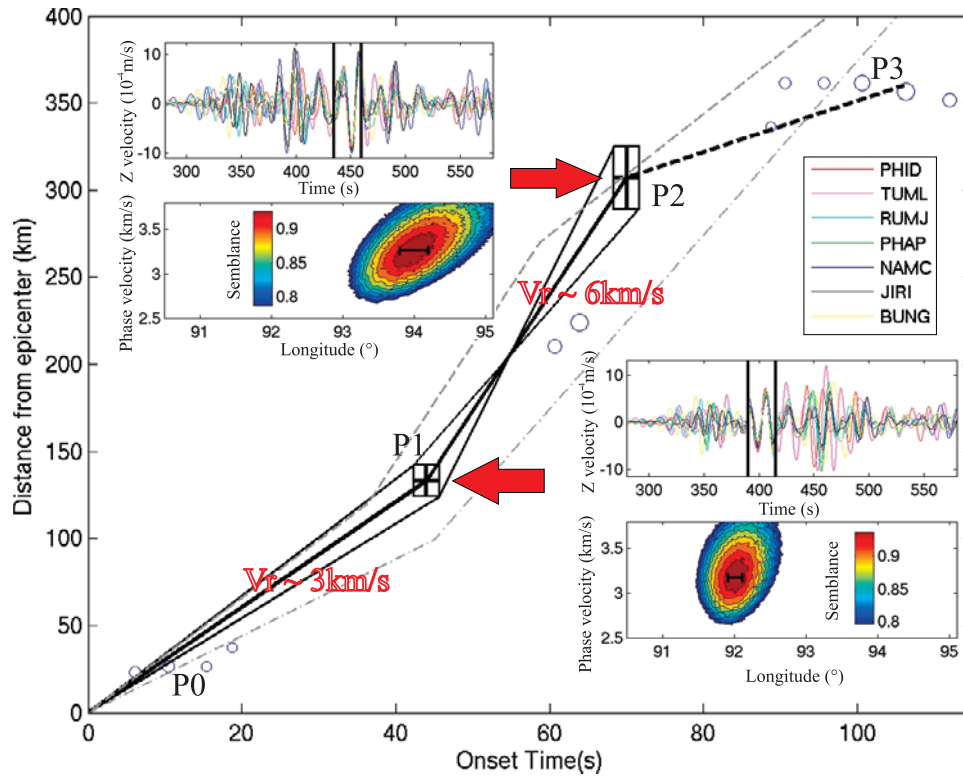 400
350
300
250
200
150
100
50
0
Distance from epicenter (km)
0
20
40
60
80
100
Onset Time(s)
P0
P1
P2
P3
Vr ~ 3km/s
Vr ~ 6km/s
10
0
-10
Z velocity (10⁻⁴m/s)
300
350
400
450
500
550
Time (s)
3.5
3
2.5
Phase velocity (km/s)
Semblance
0.9
0.85
0.8
91
92
93
94
95
Longitude (°)
PHID
TUML
RUMJ
PHAP
NAMC
JIRI
BUNG
10
0
-10
Z velocity (10⁻⁴m/s)
300
350
400
450
500
550
Time (s)
3.5
3
2.5
Phase velocity (km/s)
Semblance
0.9
0.85
0.8
91
92
93
94
95
Longitude (°)